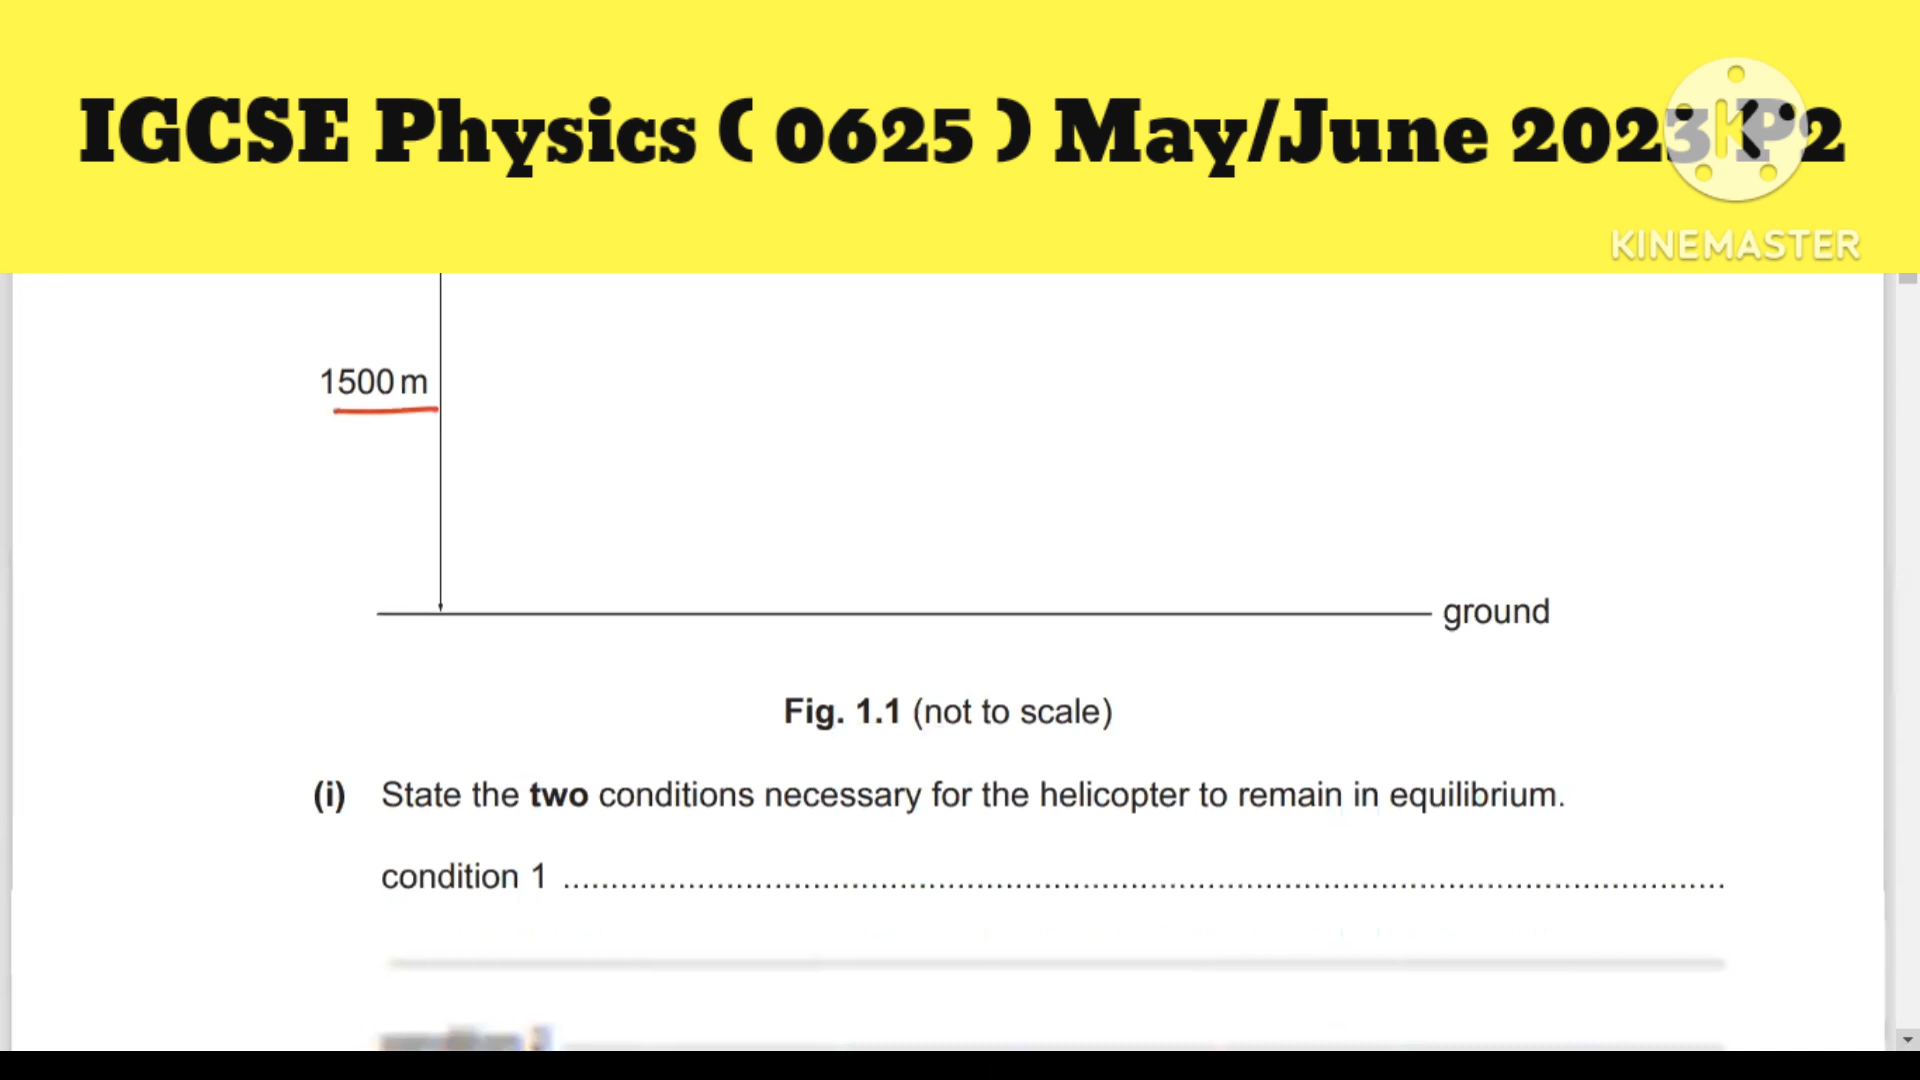 IGCSE Physics ( 0625 ) May/June 2023 P2
KINEMASTER
1500 m
ground
Fig. 1.1 (not to scale)
(i) State the two conditions necessary for the helicopter to remain in equilibrium.
condition 1 ........................................................................................................